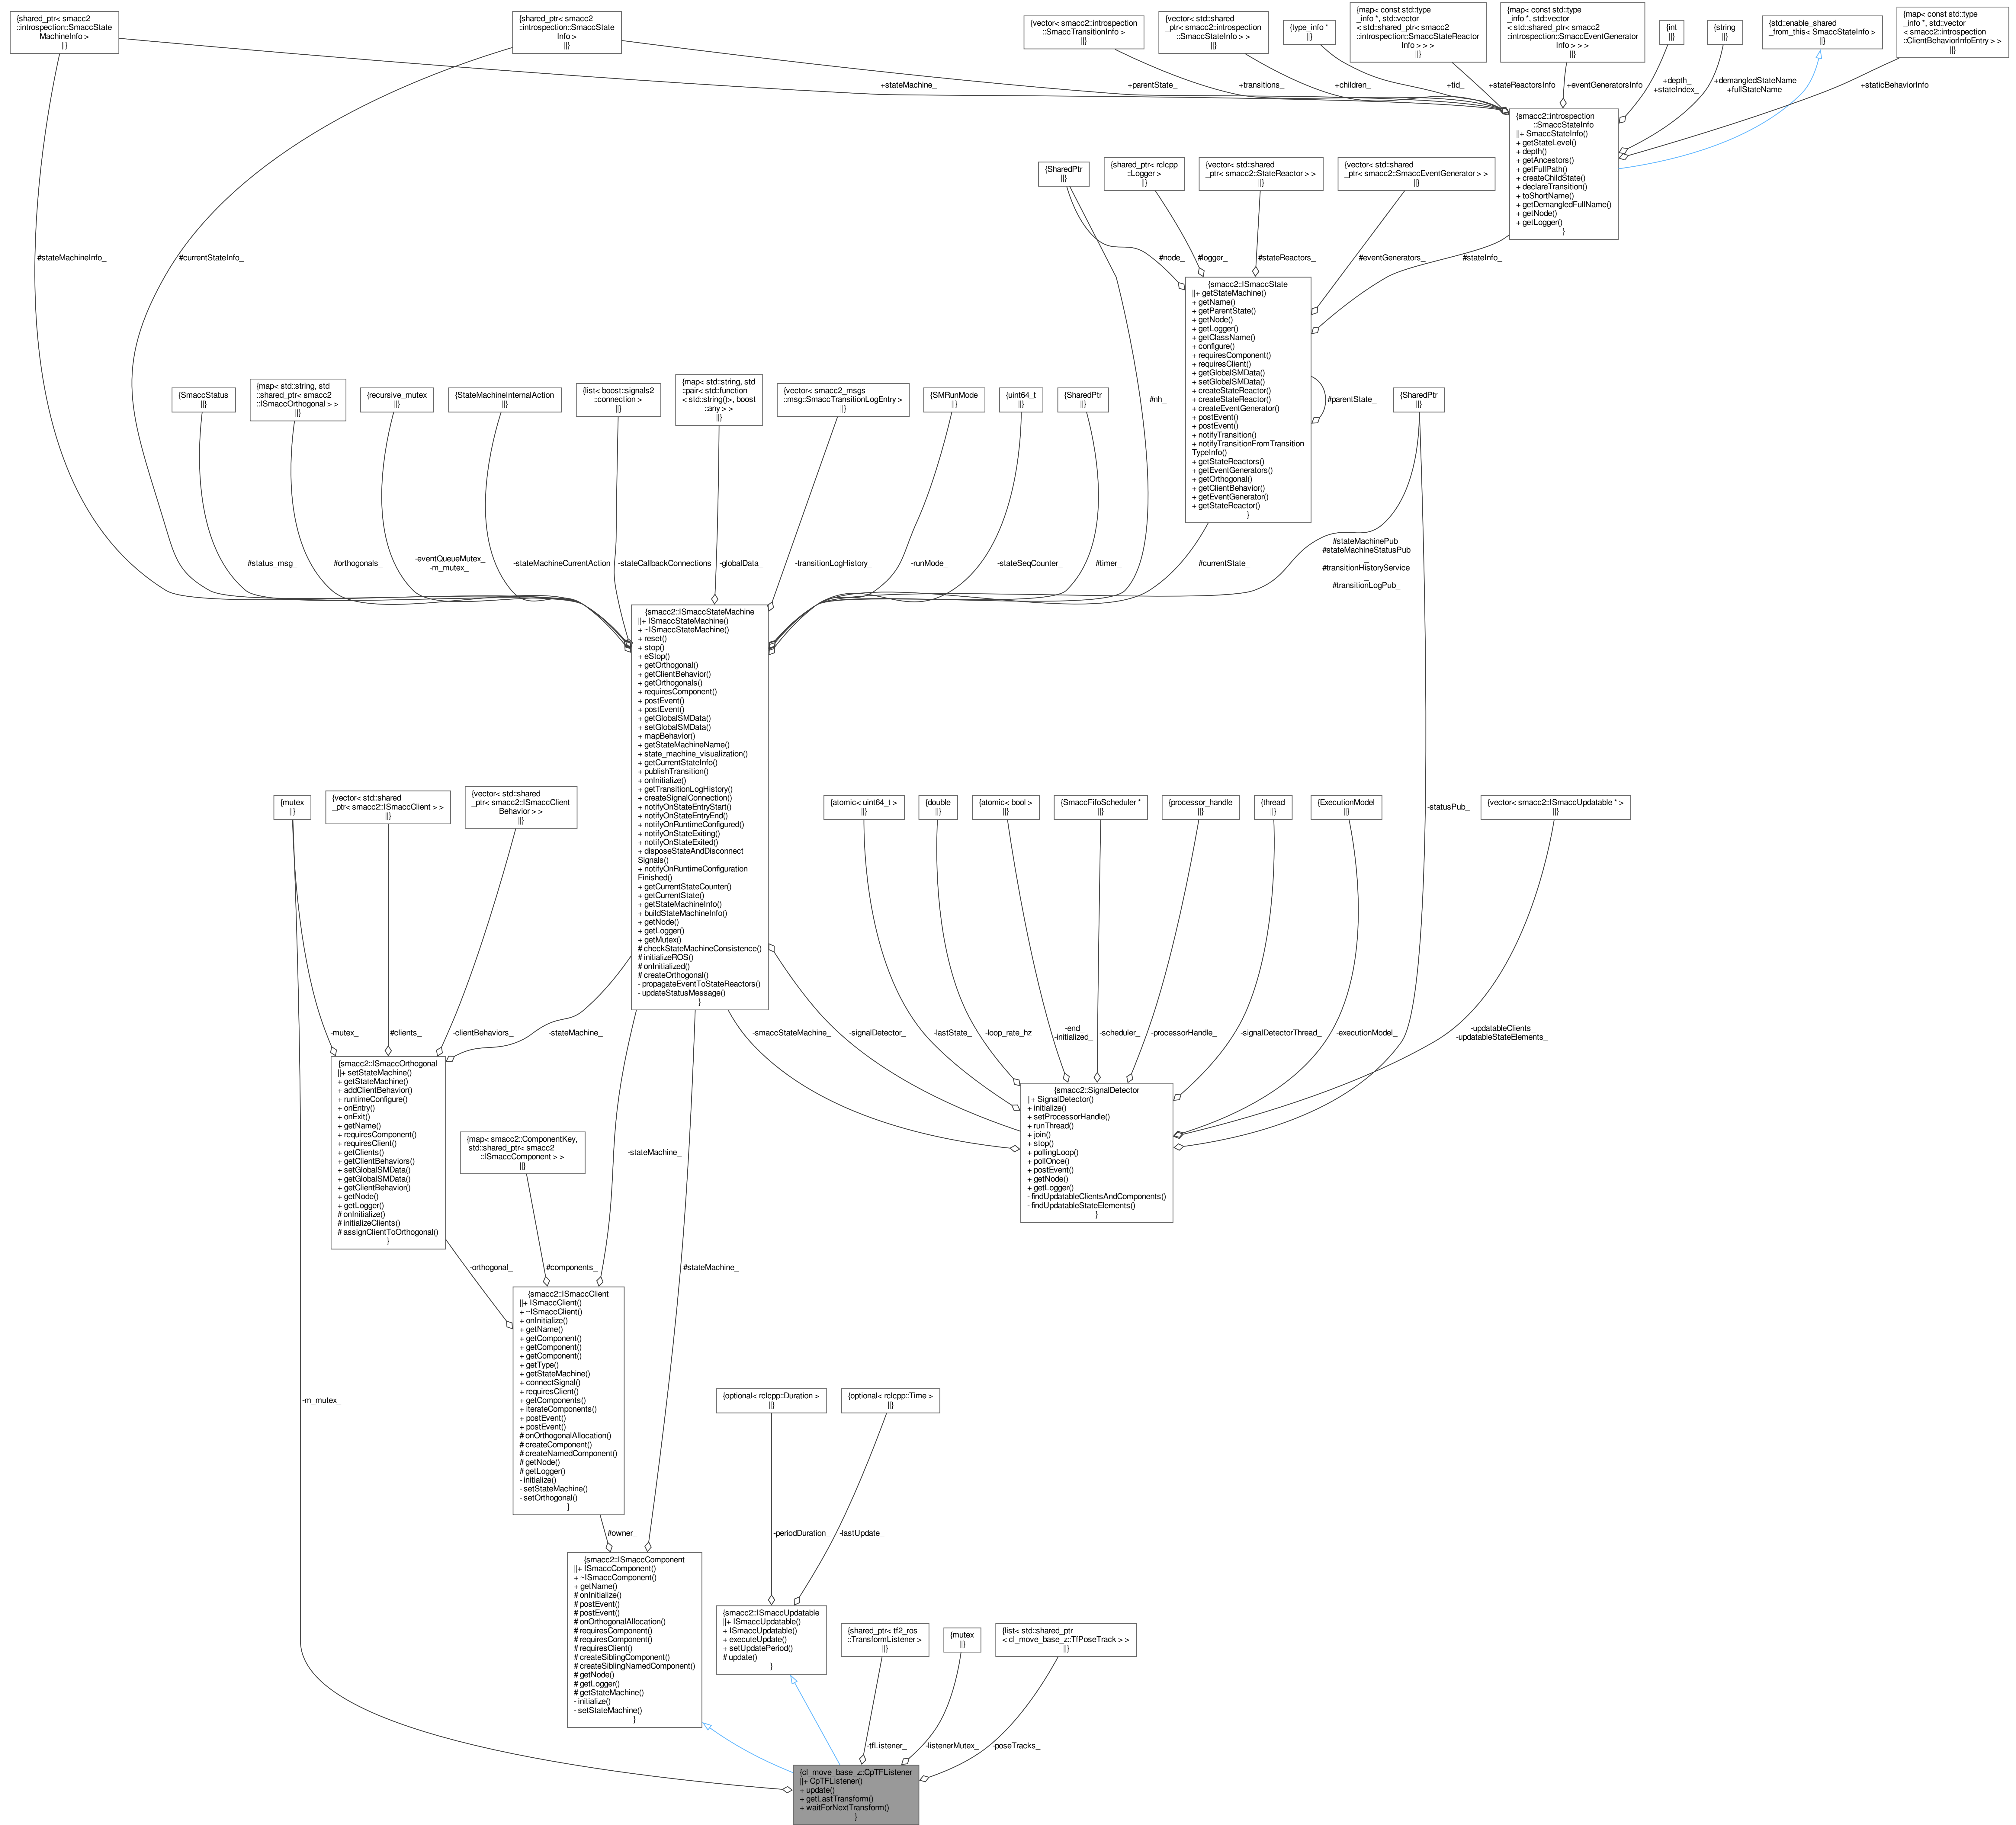 {shared_ptr< smacc2
::introspection::SmaccState
MachineInfo >
||}
{shared_ptr< smacc2
::introspection::SmaccState
Info >
||}
{vector< smacc2::introspection
::SmaccTransitionInfo >
||}
{vector< std::shared
_ptr< smacc2::introspection
::SmaccStateInfo > >
||}
{type_info *
||}
{map< const std::type
_info *, std::vector
< std::shared_ptr< smacc2
::introspection::SmaccStateReactor
Info > > >
||}
{map< const std::type
_info *, std::vector
< std::shared_ptr< smacc2
::introspection::SmaccEventGenerator
Info > > >
||}
{int
||}
{string
||}
{std::enable_shared
_from_this< SmaccStateInfo >
||}
{map< const std::type
_info *, std::vector
< smacc2::introspection
::ClientBehaviorInfoEntry > >
||}
+stateMachine_
+parentState_
+transitions_
+children_
+tid_
+stateReactorsInfo
+eventGeneratorsInfo
+depth_
+stateIndex_
+demangledStateName
+fullStateName
+staticBehaviorInfo
{smacc2::introspection
::SmaccStateInfo
||+ SmaccStateInfo()
+ getStateLevel()
+ depth()
+ getAncestors()
+ getFullPath()
+ createChildState()
+ declareTransition()
+ toShortName()
+ getDemangledFullName()
+ getNode()
+ getLogger()
}
{SharedPtr
||}
{shared_ptr< rclcpp
::Logger >
||}
{vector< std::shared
_ptr< smacc2::StateReactor > >
||}
{vector< std::shared
_ptr< smacc2::SmaccEventGenerator > >
||}
#stateMachineInfo_
#currentStateInfo_
#node_
#logger_
#stateReactors_
#eventGenerators_
#stateInfo_
{smacc2::ISmaccState
||+ getStateMachine()
+ getName()
+ getParentState()
+ getNode()
+ getLogger()
+ getClassName()
+ configure()
+ requiresComponent()
+ requiresClient()
+ getGlobalSMData()
+ setGlobalSMData()
+ createStateReactor()
+ createStateReactor()
+ createEventGenerator()
+ postEvent()
+ postEvent()
+ notifyTransition()
+ notifyTransitionFromTransition
TypeInfo()
+ getStateReactors()
+ getEventGenerators()
+ getOrthogonal()
+ getClientBehavior()
+ getEventGenerator()
+ getStateReactor()
}
#parentState_
{SmaccStatus
||}
{map< std::string, std
::shared_ptr< smacc2
::ISmaccOrthogonal > >
||}
{recursive_mutex
||}
{StateMachineInternalAction
||}
{list< boost::signals2
::connection >
||}
{map< std::string, std
::pair< std::function
< std::string()>, boost
::any > >
||}
{vector< smacc2_msgs
::msg::SmaccTransitionLogEntry >
||}
{SMRunMode
||}
{uint64_t
||}
{SharedPtr
||}
#nh_
{SharedPtr
||}
#status_msg_
#orthogonals_
-eventQueueMutex_
-m_mutex_
-stateMachineCurrentAction
-stateCallbackConnections
-globalData_
-transitionLogHistory_
-runMode_
-stateSeqCounter_
#timer_
#currentState_
#stateMachinePub_
#stateMachineStatusPub
_
#transitionHistoryService
_
#transitionLogPub_
{smacc2::ISmaccStateMachine
||+ ISmaccStateMachine()
+ ~ISmaccStateMachine()
+ reset()
+ stop()
+ eStop()
+ getOrthogonal()
+ getClientBehavior()
+ getOrthogonals()
+ requiresComponent()
+ postEvent()
+ postEvent()
+ getGlobalSMData()
+ setGlobalSMData()
+ mapBehavior()
+ getStateMachineName()
+ state_machine_visualization()
+ getCurrentStateInfo()
+ publishTransition()
+ onInitialize()
+ getTransitionLogHistory()
+ createSignalConnection()
+ notifyOnStateEntryStart()
+ notifyOnStateEntryEnd()
+ notifyOnRuntimeConfigured()
+ notifyOnStateExiting()
+ notifyOnStateExited()
+ disposeStateAndDisconnect
Signals()
+ notifyOnRuntimeConfiguration
Finished()
+ getCurrentStateCounter()
+ getCurrentState()
+ getStateMachineInfo()
+ buildStateMachineInfo()
+ getNode()
+ getLogger()
+ getMutex()
# checkStateMachineConsistence()
# initializeROS()
# onInitialized()
# createOrthogonal()
- propagateEventToStateReactors()
- updateStatusMessage()
}
{mutex
||}
{vector< std::shared
_ptr< smacc2::ISmaccClient > >
||}
{vector< std::shared
_ptr< smacc2::ISmaccClient
Behavior > >
||}
{atomic< uint64_t >
||}
{double
||}
{atomic< bool >
||}
{SmaccFifoScheduler *
||}
{processor_handle
||}
{thread
||}
{ExecutionModel
||}
-statusPub_
{vector< smacc2::ISmaccUpdatable * >
||}
-mutex_
#clients_
-clientBehaviors_
-stateMachine_
-smaccStateMachine_
-signalDetector_
-lastState_
-loop_rate_hz
-end_
-initialized_
-scheduler_
-processorHandle_
-signalDetectorThread_
-executionModel_
-updatableClients_
-updatableStateElements_
{smacc2::ISmaccOrthogonal
||+ setStateMachine()
+ getStateMachine()
+ addClientBehavior()
+ runtimeConfigure()
+ onEntry()
+ onExit()
+ getName()
+ requiresComponent()
+ requiresClient()
+ getClients()
+ getClientBehaviors()
+ setGlobalSMData()
+ getGlobalSMData()
+ getClientBehavior()
+ getNode()
+ getLogger()
# onInitialize()
# initializeClients()
# assignClientToOrthogonal()
}
{smacc2::SignalDetector
||+ SignalDetector()
+ initialize()
+ setProcessorHandle()
+ runThread()
+ join()
+ stop()
+ pollingLoop()
+ pollOnce()
+ postEvent()
+ getNode()
+ getLogger()
- findUpdatableClientsAndComponents()
- findUpdatableStateElements()
}
{map< smacc2::ComponentKey,
std::shared_ptr< smacc2
::ISmaccComponent > >
||}
-stateMachine_
-orthogonal_
#components_
#stateMachine_
{smacc2::ISmaccClient
||+ ISmaccClient()
+ ~ISmaccClient()
+ onInitialize()
+ getName()
+ getComponent()
+ getComponent()
+ getComponent()
+ getType()
+ getStateMachine()
+ connectSignal()
+ requiresClient()
+ getComponents()
+ iterateComponents()
+ postEvent()
+ postEvent()
# onOrthogonalAllocation()
# createComponent()
# createNamedComponent()
# getNode()
# getLogger()
- initialize()
- setStateMachine()
- setOrthogonal()
}
-m_mutex_
{optional< rclcpp::Duration >
||}
{optional< rclcpp::Time >
||}
#owner_
-periodDuration_
-lastUpdate_
{smacc2::ISmaccComponent
||+ ISmaccComponent()
+ ~ISmaccComponent()
+ getName()
# onInitialize()
# postEvent()
# postEvent()
# onOrthogonalAllocation()
# requiresComponent()
# requiresComponent()
# requiresClient()
# createSiblingComponent()
# createSiblingNamedComponent()
# getNode()
# getLogger()
# getStateMachine()
- initialize()
- setStateMachine()
}
{smacc2::ISmaccUpdatable
||+ ISmaccUpdatable()
+ ISmaccUpdatable()
+ executeUpdate()
+ setUpdatePeriod()
# update()
}
{shared_ptr< tf2_ros
::TransformListener >
||}
{mutex
||}
{list< std::shared_ptr
< cl_move_base_z::TfPoseTrack > >
||}
-tfListener_
-listenerMutex_
-poseTracks_
{cl_move_base_z::CpTFListener
||+ CpTFListener()
+ update()
+ getLastTransform()
+ waitForNextTransform()
}